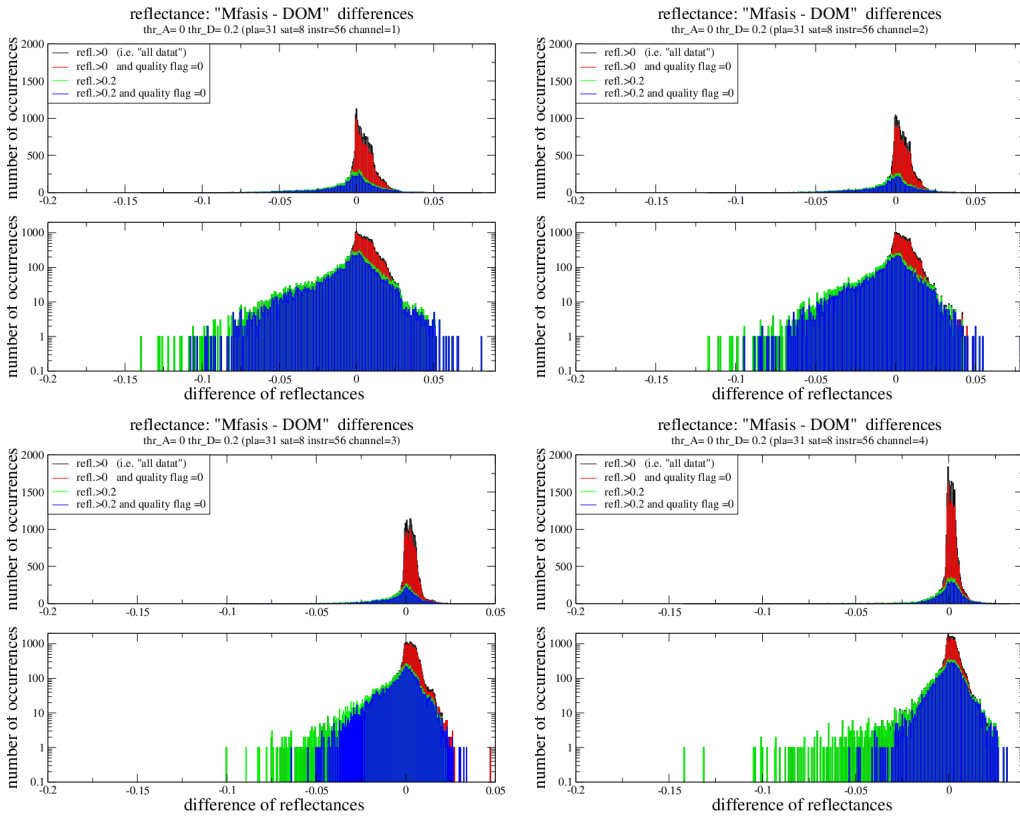 reflectance: "Mfasis - DOM" differences
thr_A= 0 thr_D= 0.2 (pla=31 sat=8 instr=56 channel=1)
number of occurrences
2000
1500
1000
500
0
refl.>0 (i.e. "all datat")
refl.>0 and quality flag =0
refl.>0.2
refl.>0.2 and quality flag =0
-0.2 -0.15 -0.1 -0.05 0 0.05
number of occurrences
1000
100
10
1
0.1
-0.2 -0.15 -0.1 -0.05 0 0.05
difference of reflectances
reflectance: "Mfasis - DOM" differences
thr_A= 0 thr_D= 0.2 (pla=31 sat=8 instr=56 channel=2)
number of occurrences
2000
1500
1000
500
0
refl.>0 (i.e. "all datat")
refl.>0 and quality flag =0
refl.>0.2
refl.>0.2 and quality flag =0
-0.2 -0.15 -0.1 -0.05 0 0.05
number of occurrences
1000
100
10
1
0.1
-0.2 -0.15 -0.1 -0.05 0 0.05
difference of reflectances
reflectance: "Mfasis - DOM" differences
thr_A= 0 thr_D= 0.2 (pla=31 sat=8 instr=56 channel=3)
number of occurrences
2000
1500
1000
500
0
refl.>0 (i.e. "all datat")
refl.>0 and quality flag =0
refl.>0.2
refl.>0.2 and quality flag =0
-0.2 -0.15 -0.1 -0.05 0 0.05
number of occurrences
1000
100
10
1
0.1
-0.2 -0.15 -0.1 -0.05 0 0.05
difference of reflectances
reflectance: "Mfasis - DOM" differences
thr_A= 0 thr_D= 0.2 (pla=31 sat=8 instr=56 channel=4)
number of occurrences
2000
1500
1000
500
0
refl.>0 (i.e. "all datat")
refl.>0 and quality flag =0
refl.>0.2
refl.>0.2 and quality flag =0
-0.2 -0.15 -0.1 -0.05 0
number of occurrences
1000
100
10
1
0.1
-0.2 -0.15 -0.1 -0.05 0
difference of reflectances